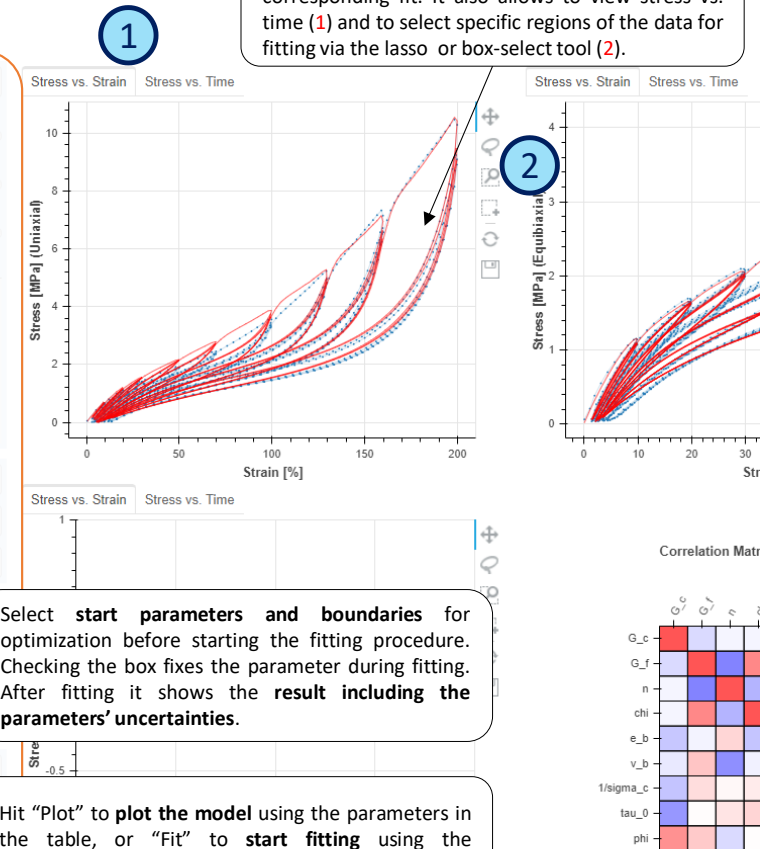 corresponding fit. It also allows to view stress vs.
time (1) and to select specific regions of the data for
fitting via the lasso or box-select tool (2).
1
Stress vs. Strain Stress vs. Time
10
8
6
4
2
0
Stress [MPa] (Uniaxial)
0 50 100 150 200
Strain [%]
2
Stress vs. Strain Stress vs. Time
4
3
2
1
0
Stress [MPa] (Equibiaxial)
0 10 20 30
Str
Stress vs. Strain Stress vs. Time
1
-0.5
Stre
Select start parameters and boundaries for
optimization before starting the fitting procedure.
Checking the box fixes the parameter during fitting.
After fitting it shows the result including the
parameters' uncertainties.
Hit “Plot” to plot the model using the parameters in
the table, or “Fit” to start fitting using the
Correlation Matr
G_c G_f n
G_c
G_f
n
chi
e_b
v_b
1/sigma_c
tau_0
phi